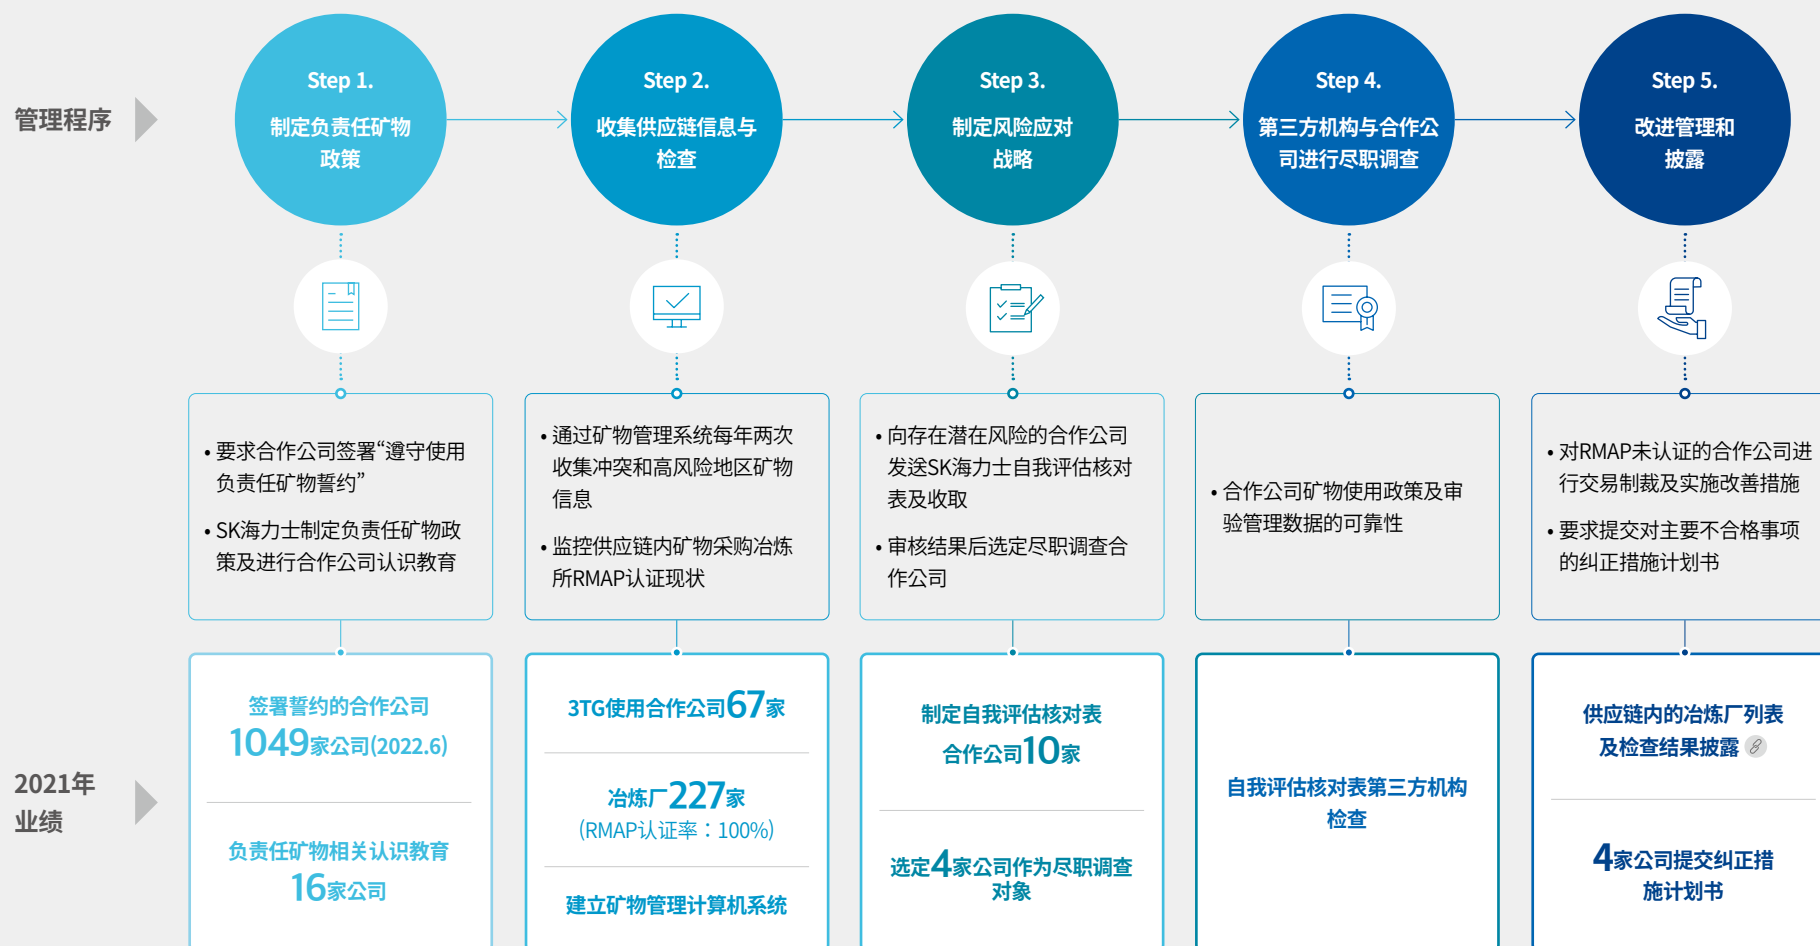 管理程序
Step 1.
制定负责任矿物
政策
Step 2.
收集供应链信息与
检查
Step 3.
制定风险应对
战略
Step 4.
第三方机构与合作公
司进行尽职调查
Step 5.
改进管理和
披露
• 要求合作公司签署“遵守使用
负责任矿物誓约”
• SK海力士制定负责任矿物政
策及进行合作公司认识教育
• 通过矿物管理系统每年两次
收集冲突和高风险地区矿物
信息
• 监控供应链内矿物采购冶炼
所RMAP认证现状
• 向存在潜在风险的合作公司
发送SK海力士自我评估核对
表及收取
• 审核结果后选定尽职调查合
作公司
• 合作公司矿物使用政策及审
验管理数据的可靠性
• 对RMAP未认证的合作公司进
行交易制裁及实施改善措施
• 要求提交对主要不合格事项
的纠正措施计划书
2021年
业绩
签署誓约的合作公司
1049家公司(2022.6)
负责任矿物相关认识教育
16家公司
3TG使用合作公司67家
冶炼厂227家
(RMAP认证率：100%)
建立矿物管理计算机系统
制定自我评估核对表
合作公司10家
选定4家公司作为尽职调查
对象
自我评估核对表第三方机构
检查
供应链内的冶炼厂列表
及检查结果披露
4家公司提交纠正措
施计划书